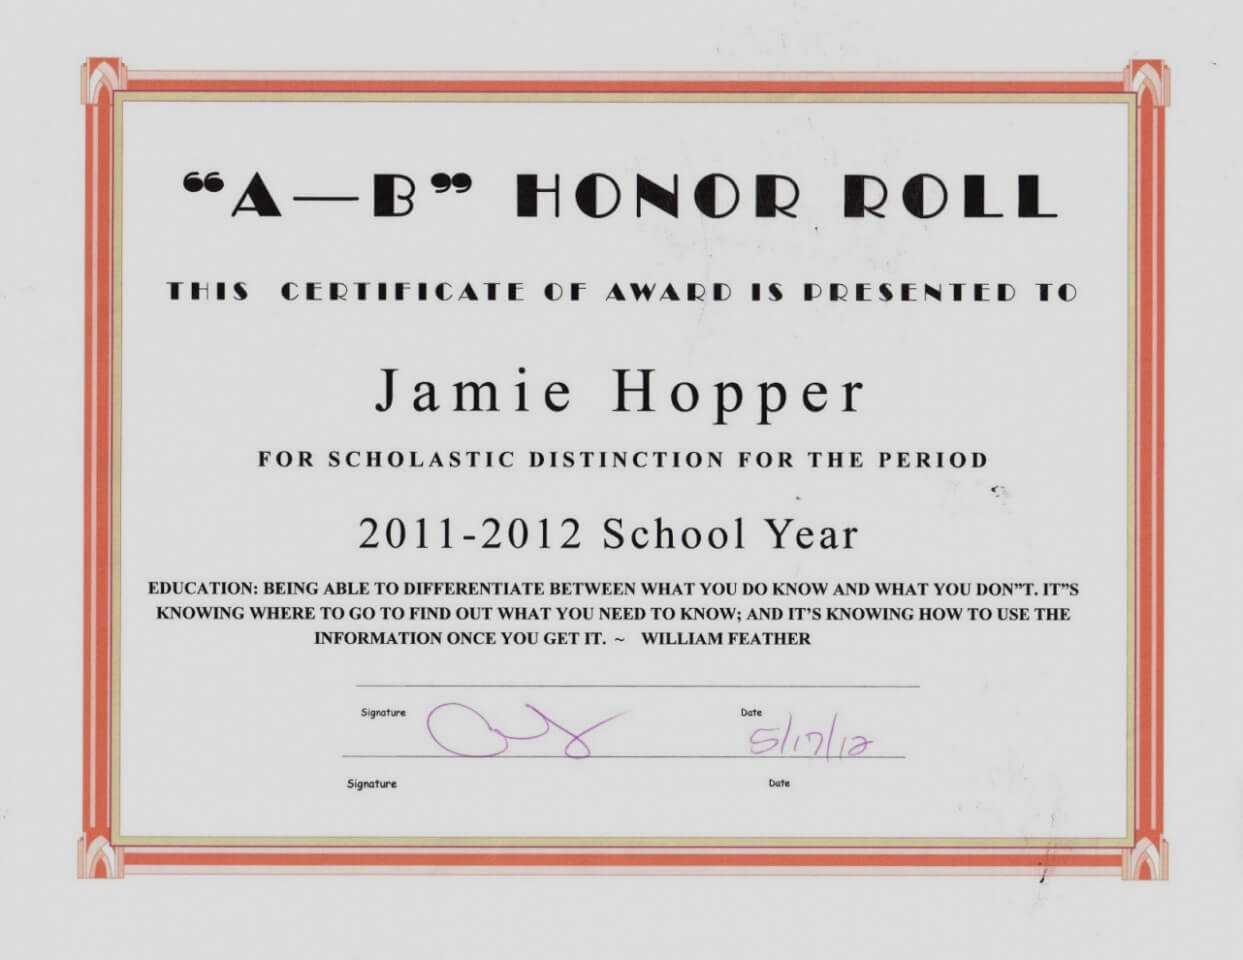 “A—B” HONOR ROLL
THIS CERTIFICATE OF AWARD IS PRESENTED TO
Jamie Hopper
FOR SCHOLASTIC DISTINCTION FOR THE PERIOD
2011-2012 School Year
EDUCATION: BEING ABLE TO DIFFERENTIATE BETWEEN WHAT YOU DO KNOW AND WHAT YOU DON”T. IT”S
KNOWING WHERE TO GO TO FIND OUT WHAT YOU NEED TO KNOW; AND IT’S KNOWING HOW TO USE THE
INFORMATION ONCE YOU GET IT. ~ WILLIAM FEATHER
Signature Date
5/17/12
Signature Date